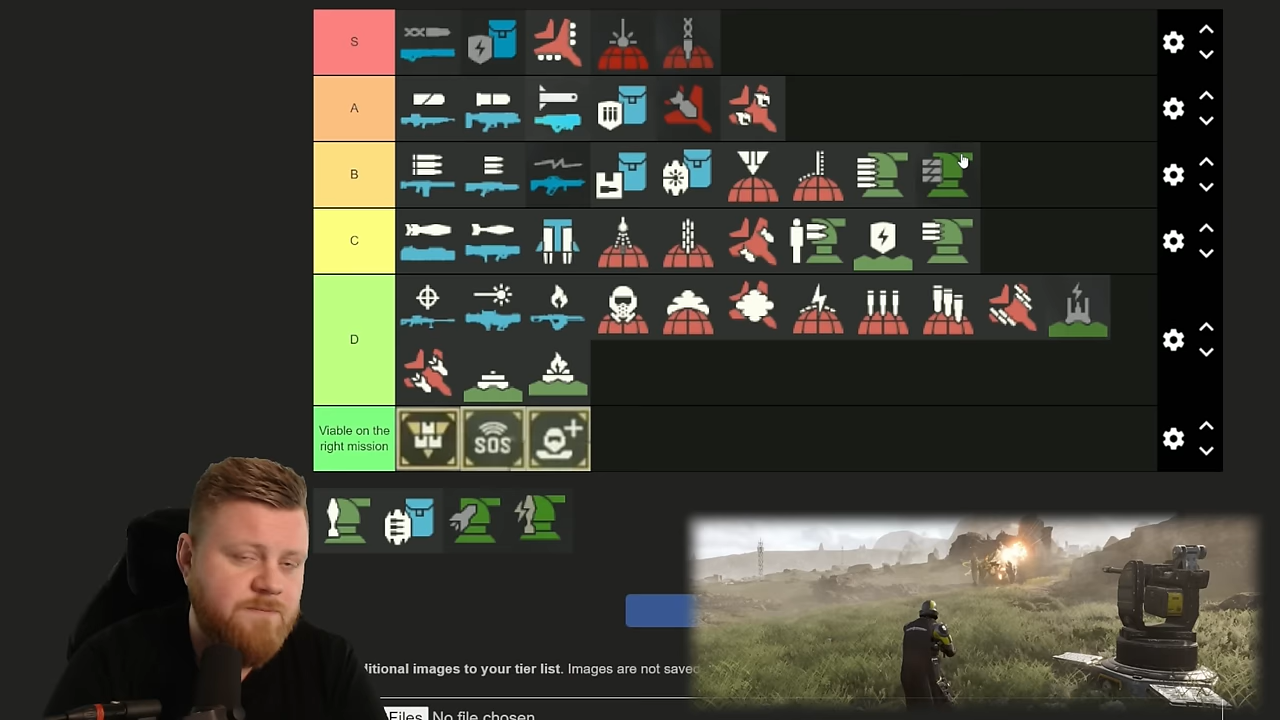 S
A
B
C
D
Viable on the
right mission
SOS
itional images to your tier list. Images are not saved
Files No file chosen